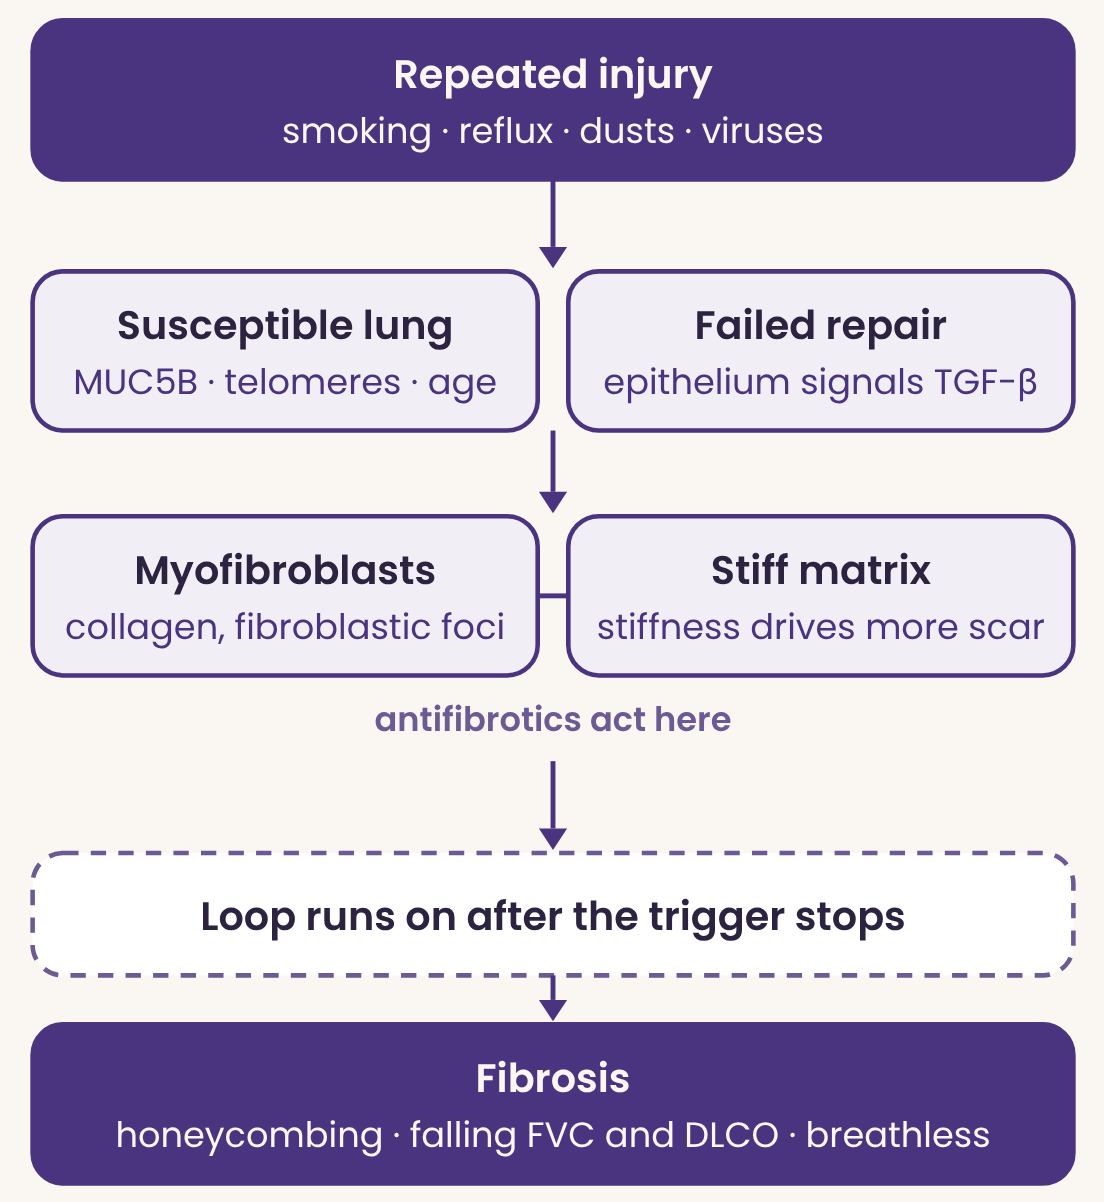 Repeated injury
smoking · reflux · dusts · viruses
Susceptible lung
MUC5B · telomeres · age
Failed repair
epithelium signals TGF-β
Myofibroblasts
collagen, fibroblastic foci
Stiff matrix
stiffness drives more scar
antifibrotics act here
Loop runs on after the trigger stops
Fibrosis
honeycombing · falling FVC and DLCO · breathless